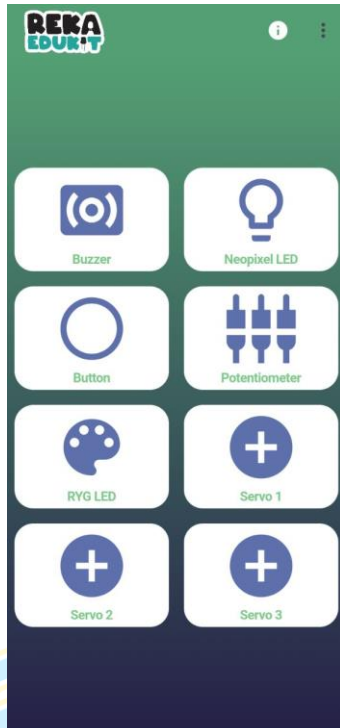 REKA
EDUKIT
i
Buzzer
Neopixel LED
Button
Potentiometer
RYG LED
Servo 1
Servo 2
Servo 3